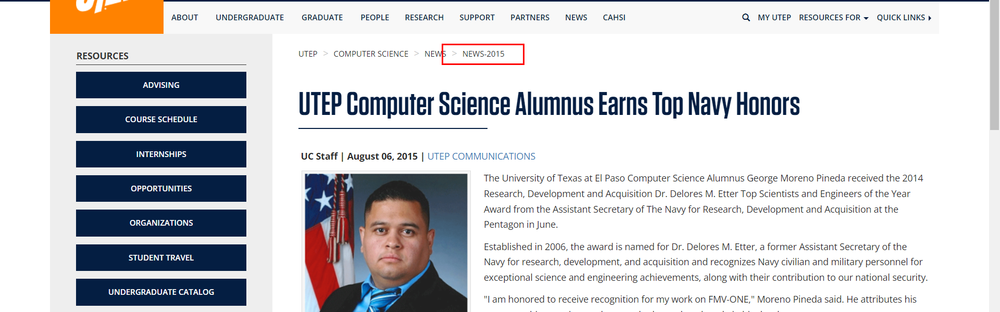 ABOUT UNDERGRADUATE GRADUATE PEOPLE RESEARCH SUPPORT PARTNERS NEWS CAHSI MY UTEP RESOURCES FOR QUICK LINKS
RESOURCES
ADVISING
COURSE SCHEDULE
INTERNSHIPS
OPPORTUNITIES
ORGANIZATIONS
STUDENT TRAVEL
UNDERGRADUATE CATALOG
UTEP > COMPUTER SCIENCE > NEWS > NEWS-2015
UTEP Computer Science Alumnus Earns Top Navy Honors
UC Staff | August 06, 2015 | UTEP COMMUNICATIONS
The University of Texas at El Paso Computer Science Alumnus George Moreno Pineda received the 2014
Research, Development and Acquisition Dr. Delores M. Etter Top Scientists and Engineers of the Year
Award from the Assistant Secretary of The Navy for Research, Development and Acquisition at the
Pentagon in June.
Established in 2006, the award is named for Dr. Delores M. Etter, a former Assistant Secretary of the
Navy for research, development, and acquisition and recognizes Navy civilian and military personnel for
exceptional science and engineering achievements, along with their contribution to our national security.
"I am honored to receive recognition for my work on FMV-ONE," Moreno Pineda said. He attributes his